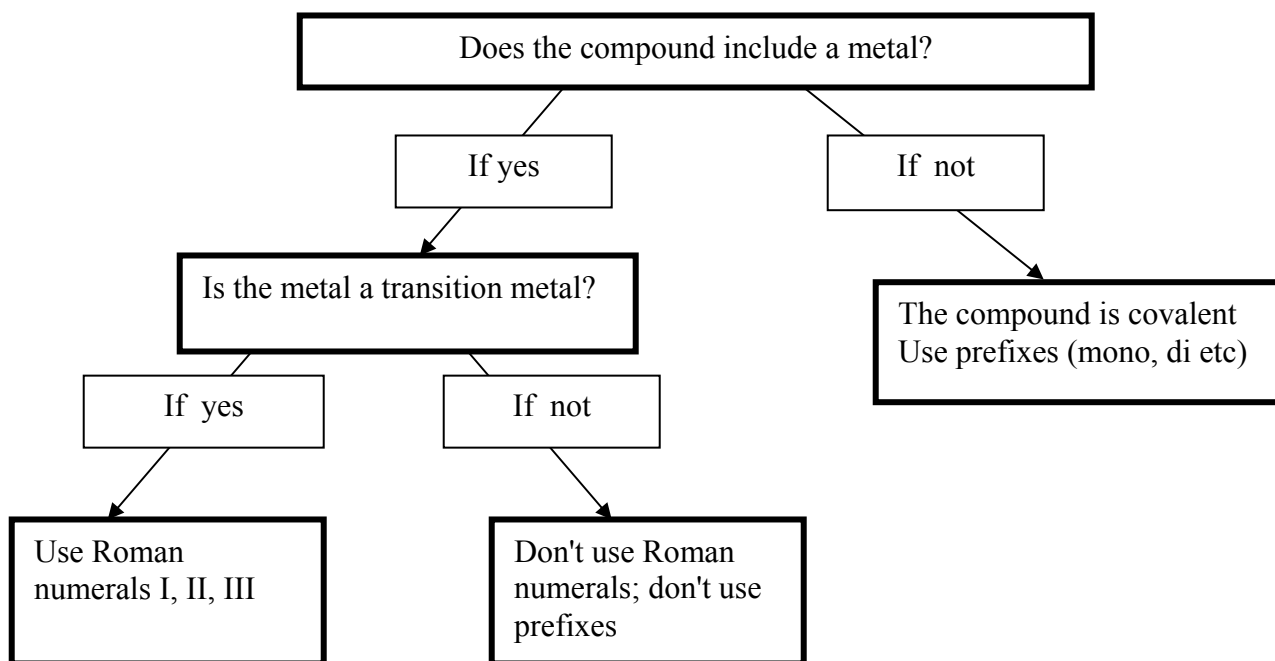 Does the compound include a metal?
If yes
If not
Is the metal a transition metal?
The compound is covalent
Use prefixes (mono, di etc)
If yes
If not
Use Roman
numerals I, II, III
Don't use Roman
numerals; don't use
prefixes